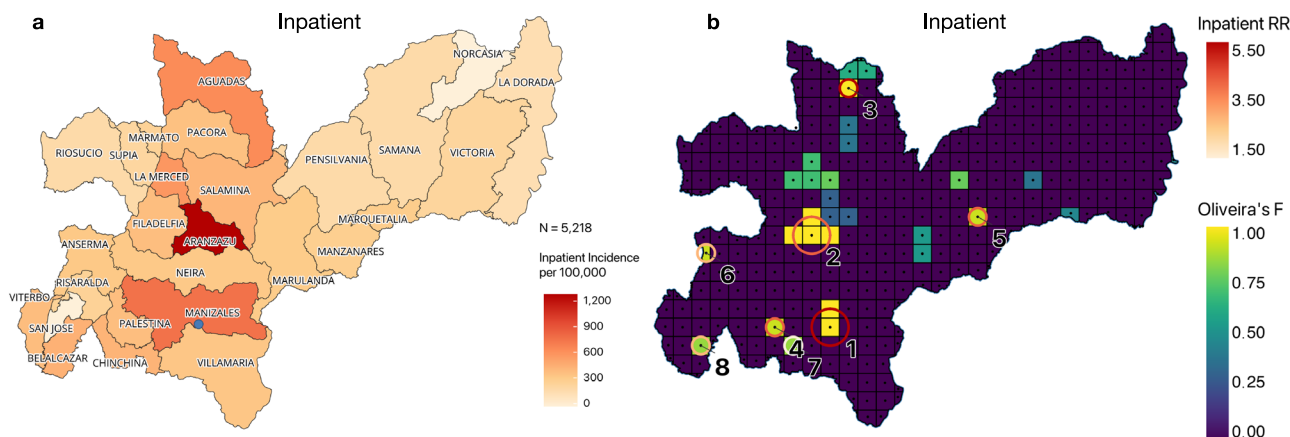 a
Inpatient
NORCASIA
LA DORADA
AGUADAS
PACORA
MARMATO
RIOSUCIO
SUPIA
PENSILVANIA
SAMANA
VICTORIA
LA MERCED
SALAMINA
FILADELFIA
MARQUETALIA
ARANZAZU
ANSERMA
MANZANARES
NEIRA
MARULANDA
RISARALDA
VITERBO
SAN JOSE
PALESTINA
MANIZALES
BELALCAZAR
CHINCHINA
VILLAMARIA
N = 5,218
Inpatient Incidence
per 100,000
1,200
900
600
300
0
b
Inpatient
3
5
2
6
1
4
7
8
Inpatient RR
5.50
3.50
1.50
Oliveira's F
1.00
0.75
0.50
0.25
0.00